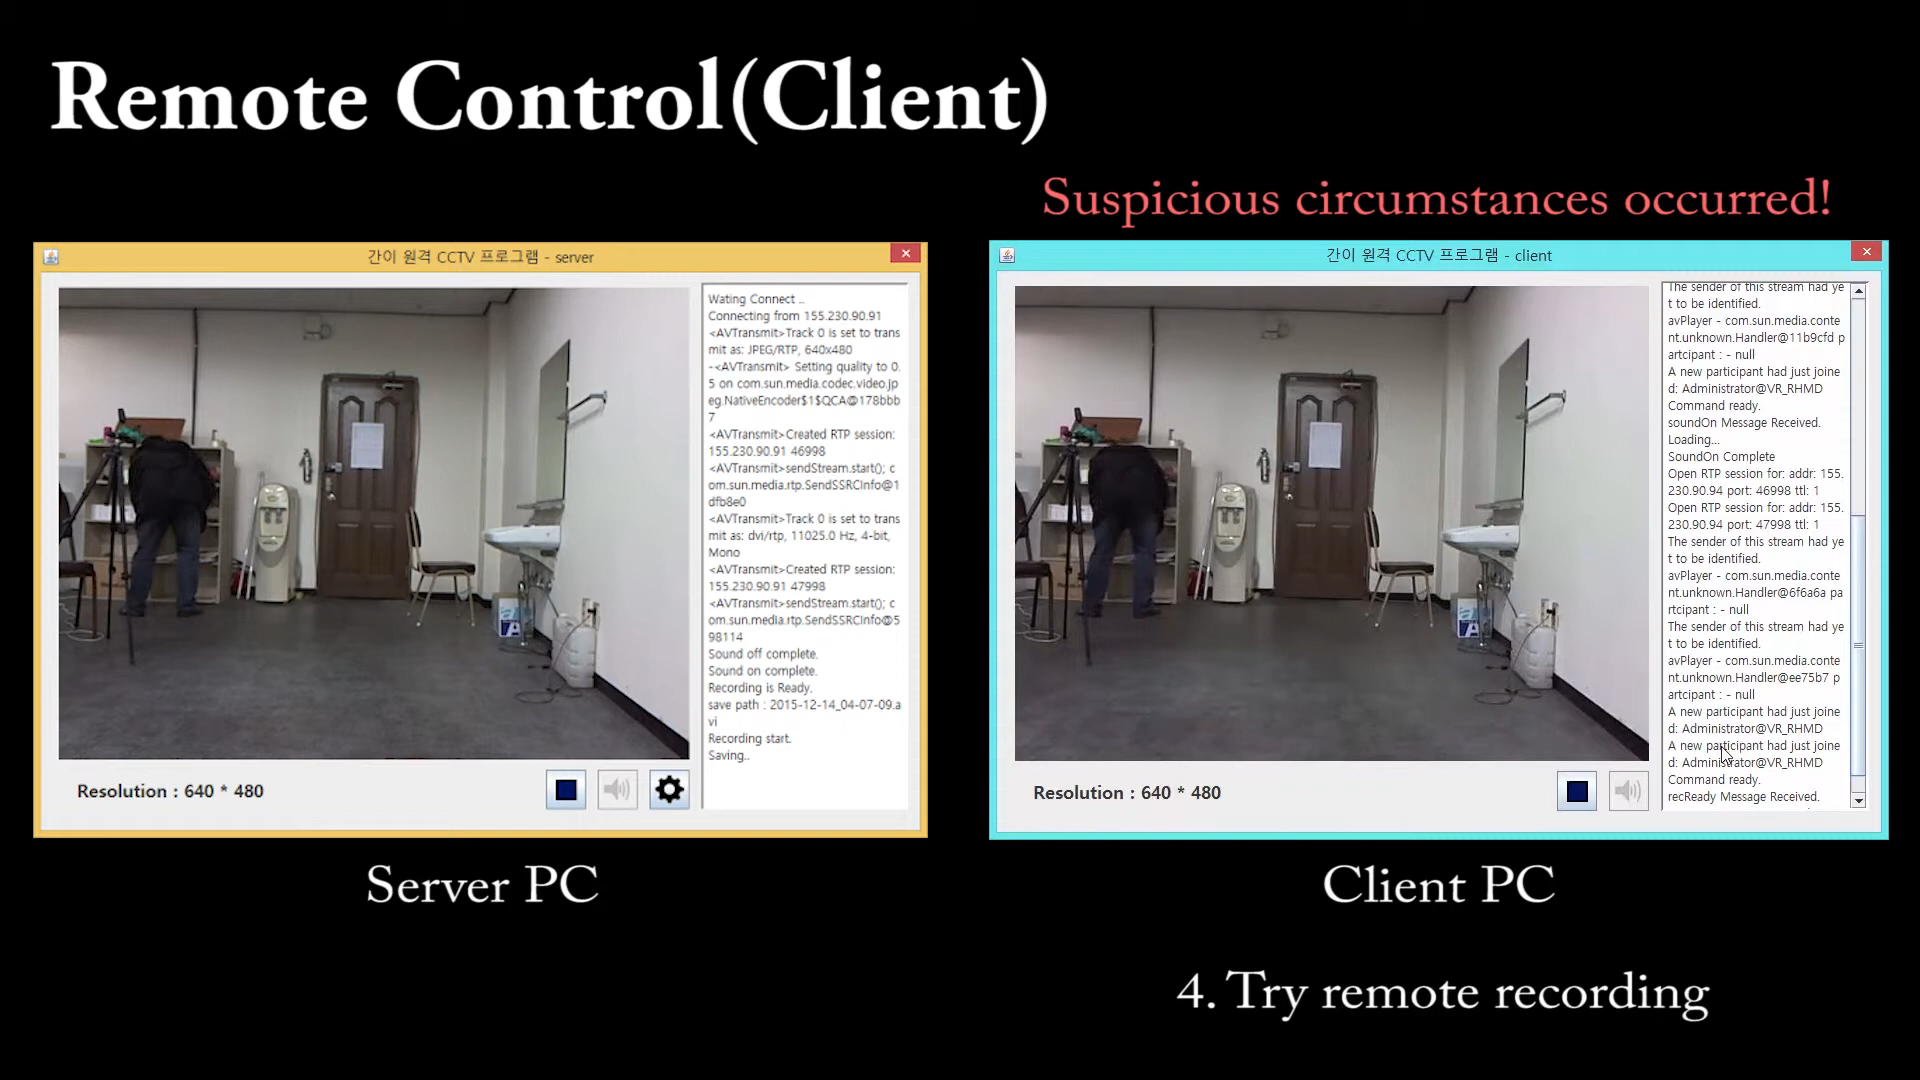 Remote Control(Client)
Suspicious circumstances occurred!
간이 원격 CCTV 프로그램 - server
Wating Connect ..
Connecting from 155.230.90.91
<AVTransmit>Track 0 is set to trans
mit as: JPEG/RTP, 640x480
-<AVTransmit> Setting quality to 0.
5 on com.sun.media.codec.video.jp
eg.NativeEncoder$1$QCA@178bbb
7
<AVTransmit>Created RTP session:
155.230.90.91 46998
<AVTransmit>sendStream.start(); c
om.sun.media.rtp.SendSSRCInfo@1
dfb8e0
<AVTransmit>Track 0 is set to trans
mit as: dvi/rtp, 11025.0 Hz, 4-bit,
Mono
<AVTransmit>Created RTP session:
155.230.90.91 47998
<AVTransmit>sendStream.start(); c
om.sun.media.rtp.SendSSRCInfo@5
98114
Sound off complete.
Sound on complete.
Recording is Ready.
save path : 2015-12-14_04-07-09.a
vi
Recording start.
Saving..
Resolution : 640 * 480
Server PC
간이 원격 CCTV 프로그램 - client
The sender of this stream had ye
t to be identified.
avPlayer - com.sun.media.conte
nt.unknown.Handler@11b9cfd p
artcipant : - null
A new participant had just joine
d: Administrator@VR_RHMD
Command ready.
soundOn Message Received.
Loading...
SoundOn Complete
Open RTP session for: addr: 155.
230.90.94 port: 46998 ttl: 1
Open RTP session for: addr: 155.
230.90.94 port: 47998 ttl: 1
The sender of this stream had ye
t to be identified.
avPlayer - com.sun.media.conte
nt.unknown.Handler@6f6a6a pa
rtcipant : - null
The sender of this stream had ye
t to be identified.
avPlayer - com.sun.media.conte
nt.unknown.Handler@ee75b7 p
artcipant : - null
A new participant had just joine
d: Administrator@VR_RHMD
A new participant had just joine
d: Administrator@VR_RHMD
Command ready.
recReady Message Received.
Resolution : 640 * 480
Client PC
4. Try remote recording